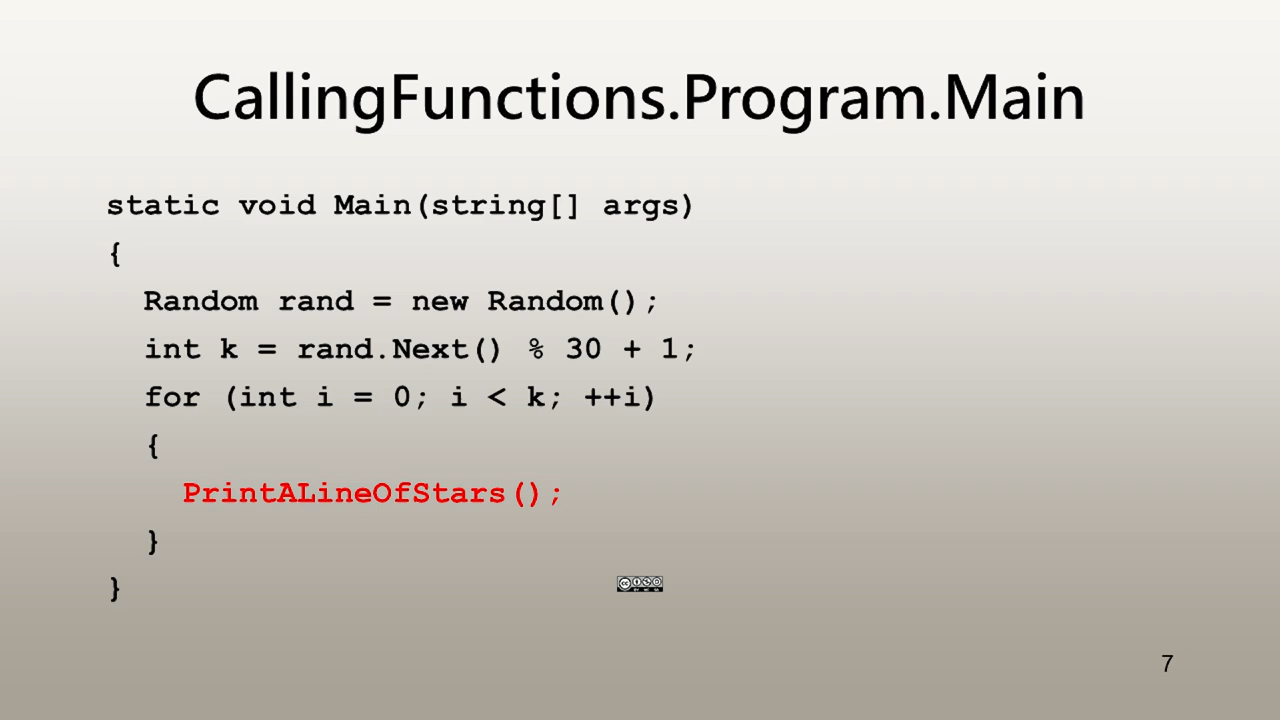 CallingFunctions.Program.Main
static void Main(string[] args)
{
Random rand = new Random();
int k = rand.Next() % 30 + 1;
for (int i = 0; i < k; ++i)
{
PrintALineOfStars();
}
}
7